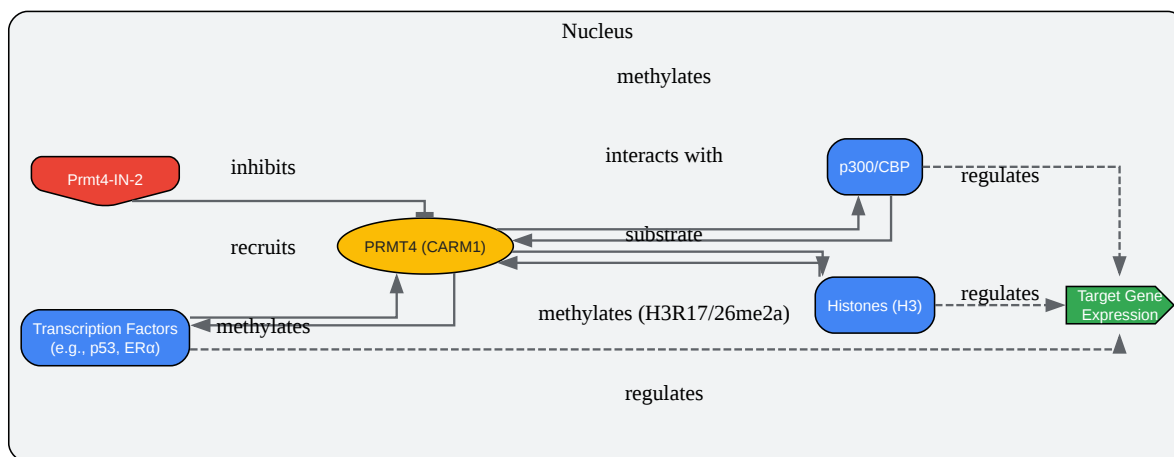 Nucleus
methylates
interacts with
inhibits
p300/CBP
regulates
Prmt4-IN-2
recruits
PRMT4 (CARM1)
substrate
Histones (H3)
regulates
Target Gene
Expression
Transcription Factors
(e.g., p53, ERα)
methylates
methylates (H3R17/26me2a)
regulates